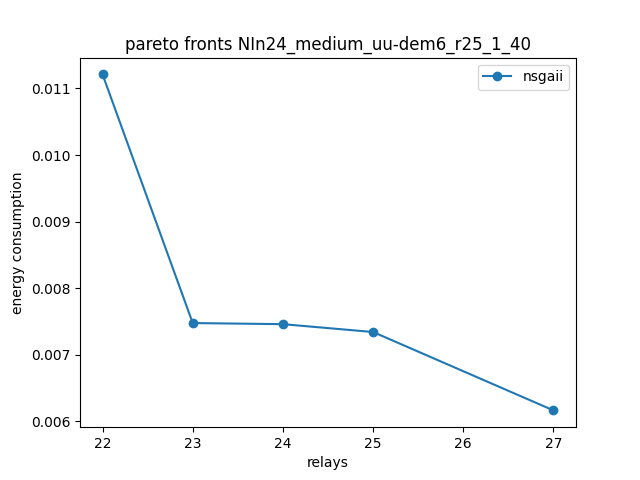 pareto fronts NIn24_medium_uu-dem6_r25_1_40
nsgaii
0.011
0.010
0.009
0.008
0.007
0.006
energy consumption
22 23 24 25 26 27
relays